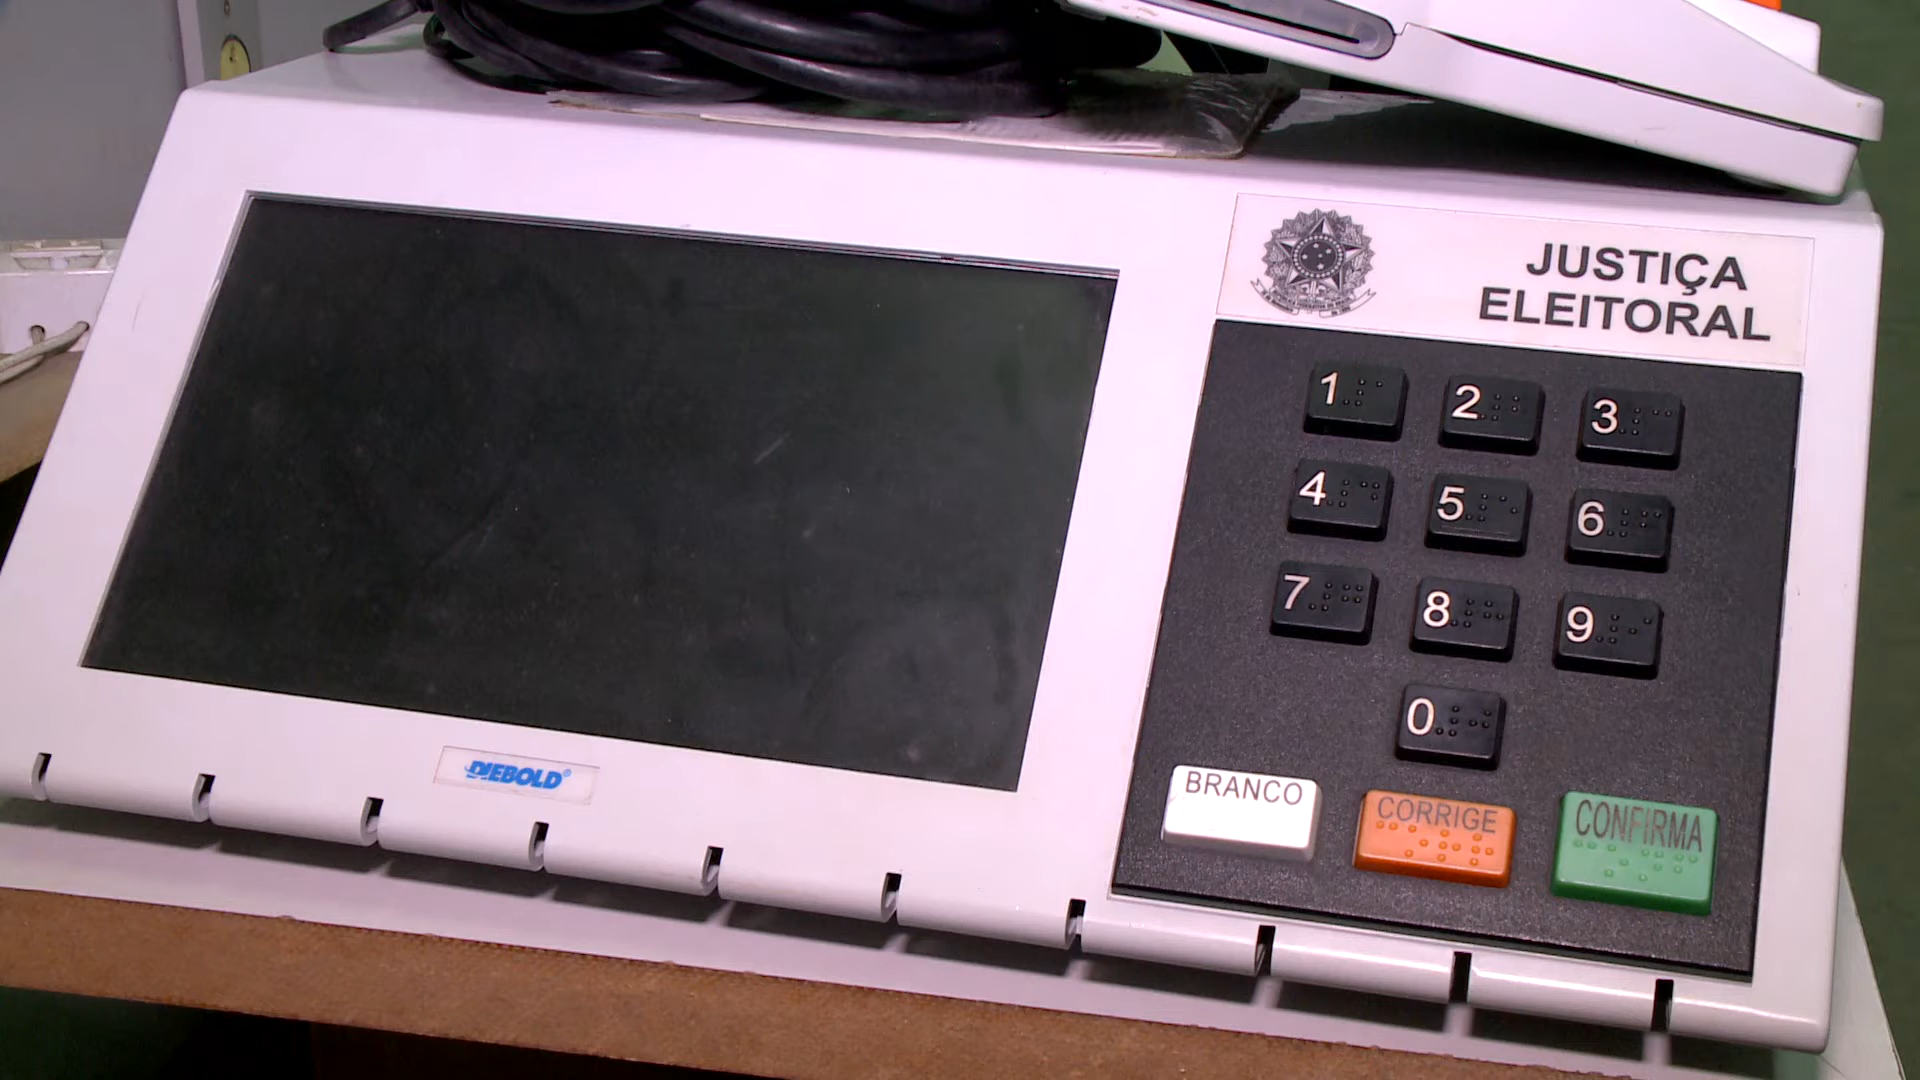 JUSTIÇA
ELEITORAL
1 2 3
4 5 6
7 8 9
0
BRANCO CORRIGE CONFIRMA
DIEBOLD®